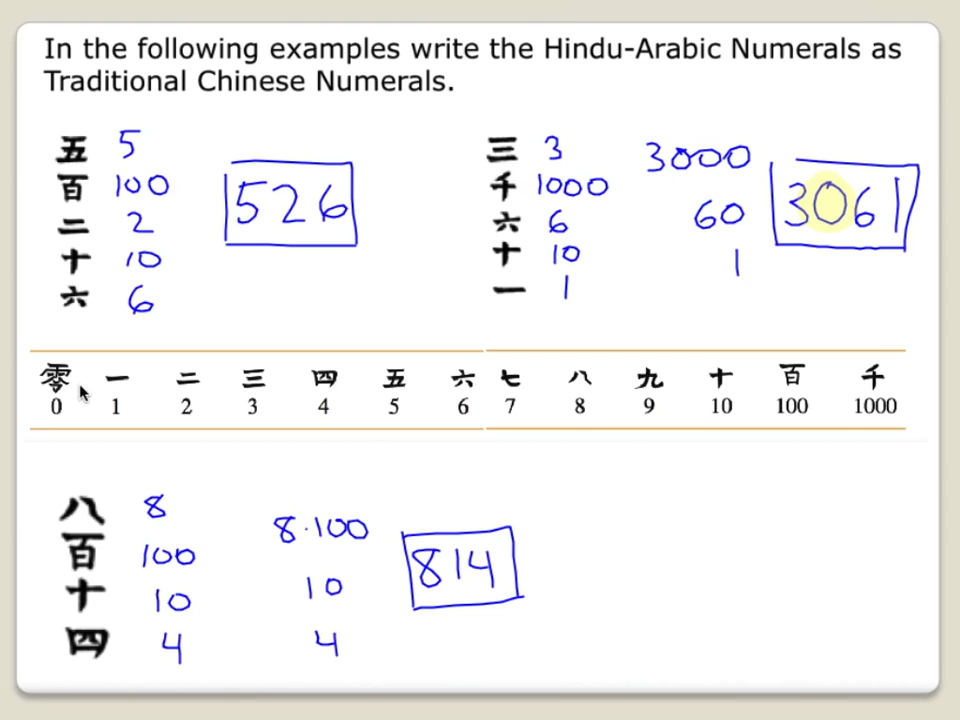 In the following examples write the Hindu-Arabic Numerals as
Traditional Chinese Numerals.
五 5
百 100
二 2
十 10
六 6
526
三 3
千 1000
六 6
十 10
一 1
3000
60
1
3061
零 一 二 三 四 五 六 七 八 九 十 百 千
0 1 2 3 4 5 6 7 8 9 10 100 1000
八 8
百 100
十 10
四 4
8·100
10
4
814